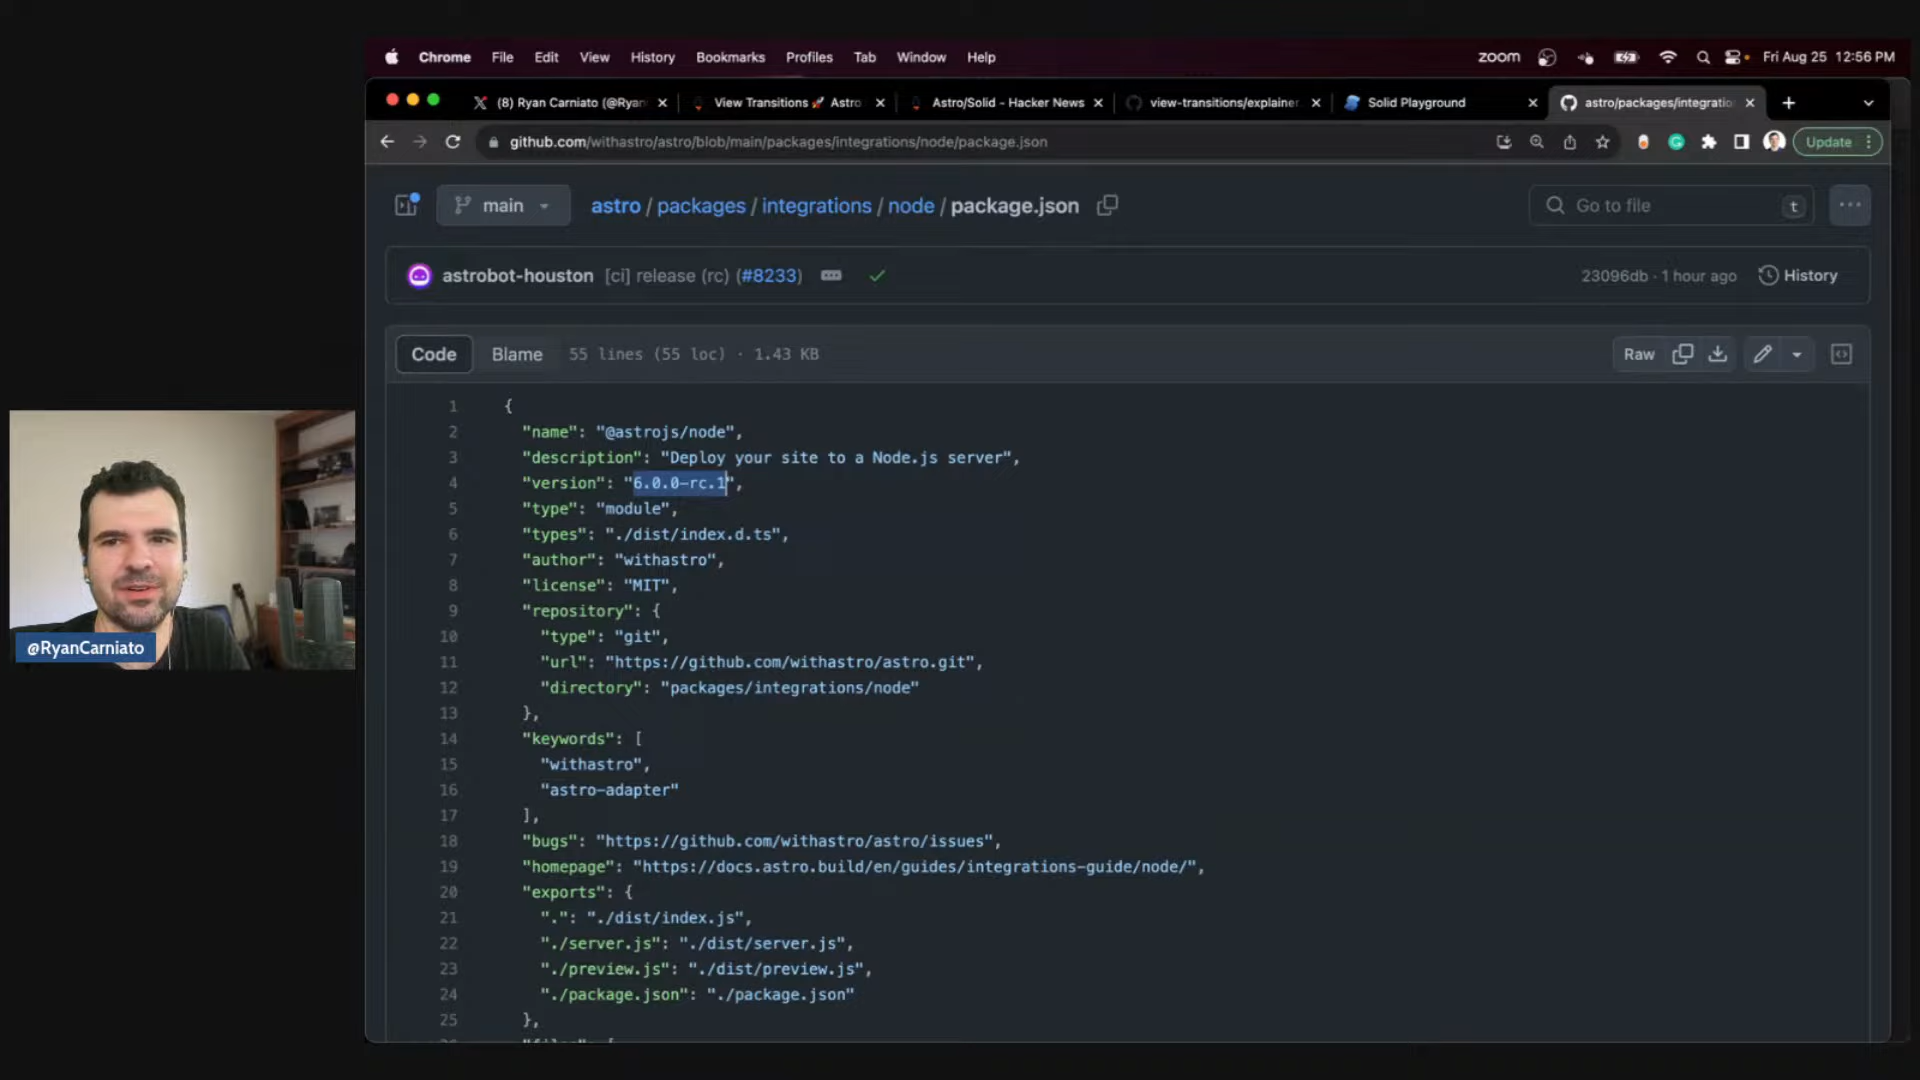 Chrome File Edit View History Bookmarks Profiles Tab Window Help zoom Fri Aug 25 12:56 PM
(8) Ryan Carniato (@Ryan View Transitions 🚀 Astro Astro/Solid - Hacker News view-transitions/explainer Solid Playground astro/packages/integratio
github.com/withastro/astro/blob/main/packages/integrations/node/package.json Update
main astro / packages / integrations / node / package.json Go to file t
astrobot-houston [ci] release (rc) (#8233) 23096db · 1 hour ago History
Code Blame 55 lines (55 loc) · 1.43 KB Raw
1 {
2 "name": "@astrojs/node",
3 "description": "Deploy your site to a Node.js server",
4 "version": "6.0.0-rc.1",
5 "type": "module",
6 "types": "./dist/index.d.ts",
7 "author": "withastro",
8 "license": "MIT",
9 "repository": {
10 "type": "git",
11 "url": "https://github.com/withastro/astro.git",
12 "directory": "packages/integrations/node"
13 },
14 "keywords": [
15 "withastro",
16 "astro-adapter"
17 ],
18 "bugs": "https://github.com/withastro/astro/issues",
19 "homepage": "https://docs.astro.build/en/guides/integrations-guide/node/",
20 "exports": {
21 ".": "./dist/index.js",
22 "./server.js": "./dist/server.js",
23 "./preview.js": "./dist/preview.js",
24 "./package.json": "./package.json"
25 },
@RyanCarniato